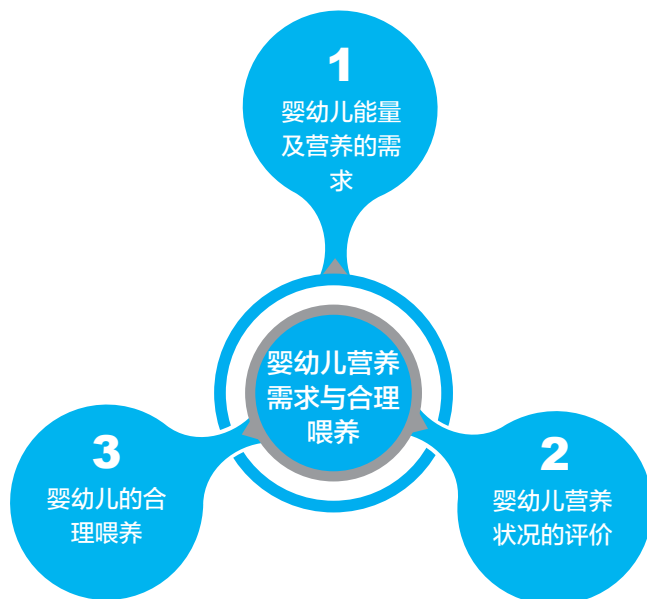 1
婴幼儿能量
及营养的需
求
婴幼儿营养
需求与合理
喂养
3
婴幼儿的合
理喂养
2
婴幼儿营养
状况的评价